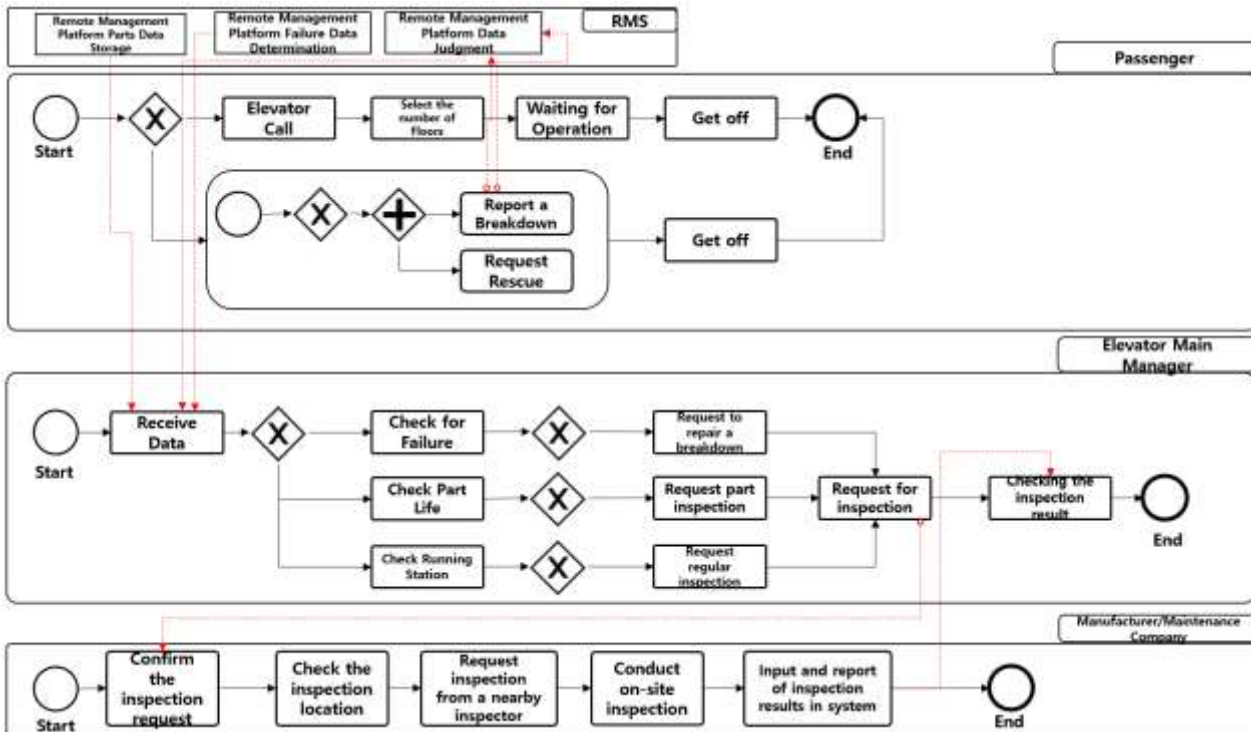 Remote Management
Platform Parts Data
Storage
Remote Management
Platform Failure Data
Determination
Remote Management
Platform Data
Judgment
RMS
Passenger
Start
X
Elevator
Call
Select the
number of
floors
Waiting for
Operation
Get off
End
X
Report a
Breakdown
Request
Rescue
Get off
Elevator Main
Manager
Start
Receive
Data
X
Check for
Failure
X
Request to
repair a
breakdown
Check Part
Life
X
Request part
inspection
Request for
inspection
Checking the
inspection
result
End
Check Running
Station
X
Request
regular
inspection
Manufacturer/Maintenance
Company
Start
Confirm
the
inspection
request
Check the
inspection
location
Request
inspection
from a nearby
inspector
Conduct
on-site
inspection
Input and report
of inspection
results in system
End